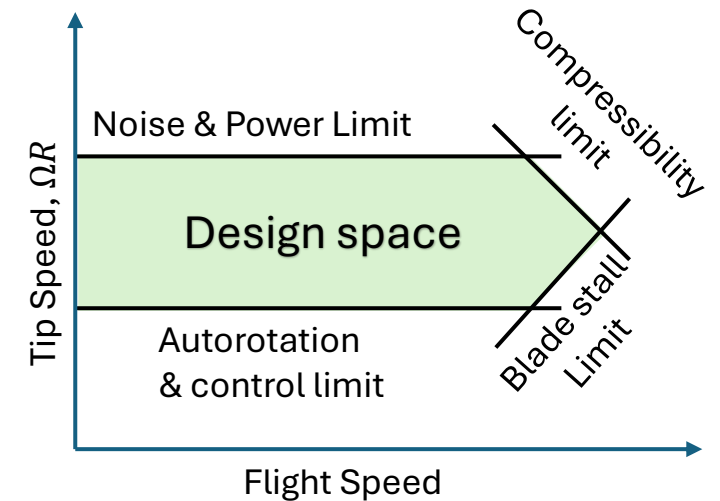 Compressibility
limit
Noise & Power Limit
Tip Speed, ΩR
Design space
Autorotation
& control limit
Blade stall
Limit
Flight Speed